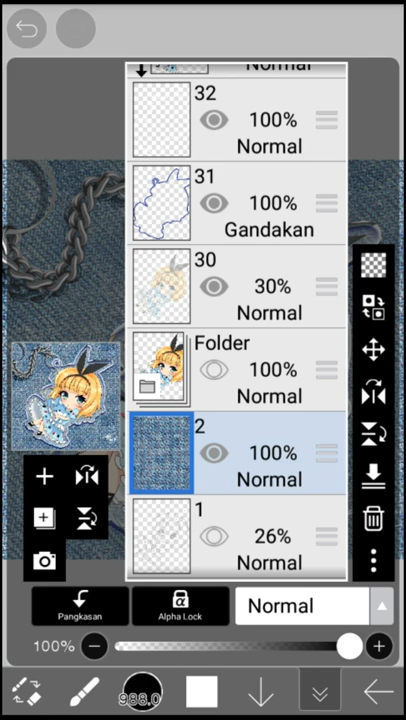 Normal
32
100%
Normal
31
100%
Gandakan
30
30%
Normal
Folder
100%
Normal
2
100%
Normal
1
26%
Normal
Pangkasan
Alpha Lock
Normal
100%
988.0